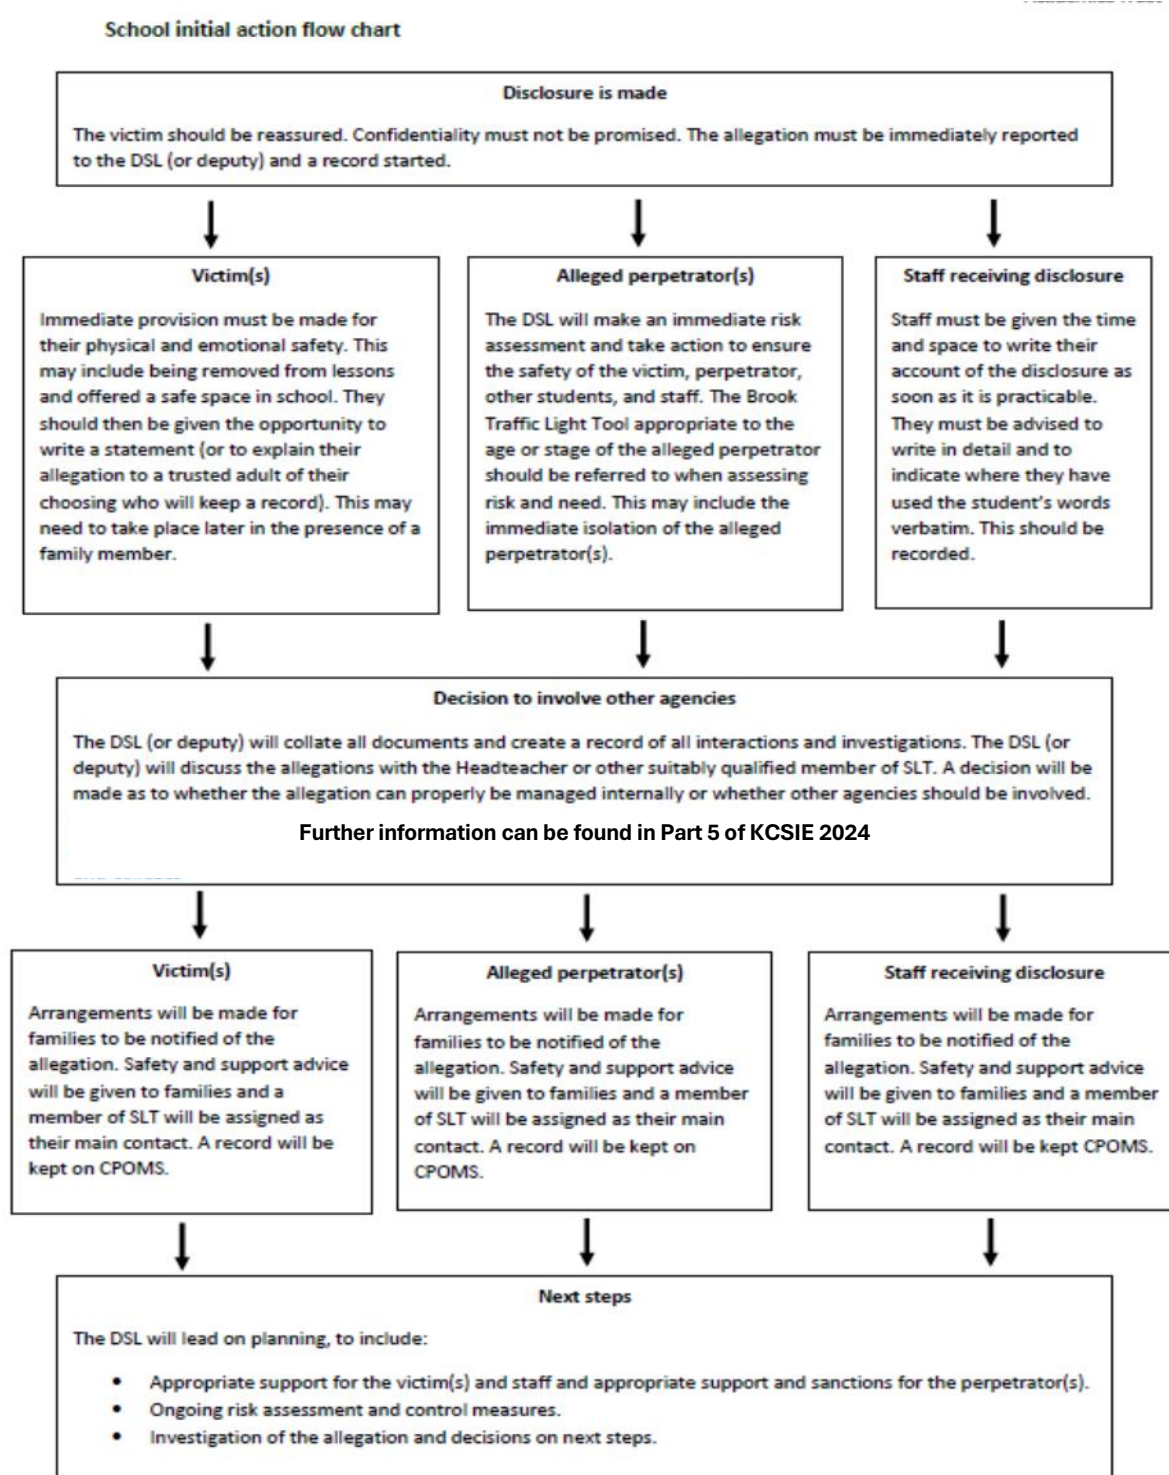 School initial action flow chart
Disclosure is made
The victim should be reassured. Confidentiality must not be promised. The allegation must be immediately reported
to the DSL (or deputy) and a record started.
Victim(s)
Immediate provision must be made for
their physical and emotional safety. This
may include being removed from lessons
and offered a safe space in school. They
should then be given the opportunity to
write a statement (or to explain their
allegation to a trusted adult of their
choosing who will keep a record). This may
need to take place later in the presence of a
family member.
Alleged perpetrator(s)
The DSL will make an immediate risk
assessment and take action to ensure
the safety of the victim, perpetrator,
other students, and staff. The Brook
Traffic Light Tool appropriate to the
age or stage of the alleged perpetrator
should be referred to when assessing
risk and need. This may include the
immediate isolation of the alleged
perpetrator(s).
Staff receiving disclosure
Staff must be given the time
and space to write their
account of the disclosure as
soon as it is practicable.
They must be advised to
write in detail and to
indicate where they have
used the student's words
verbatim. This should be
recorded.
Decision to involve other agencies
The DSL (or deputy) will collate all documents and create a record of all interactions and investigations. The DSL (or
deputy) will discuss the allegations with the Headteacher or other suitably qualified member of SLT. A decision will be
made as to whether the allegation can properly be managed internally or whether other agencies should be involved.
Further information can be found in Part 5 of KCSIE 2024
Victim(s)
Arrangements will be made for
families to be notified of the
allegation. Safety and support advice
will be given to families and a
member of SLT will be assigned as
their main contact. A record will be
kept on CPOMS.
Alleged perpetrator(s)
Arrangements will be made for
families to be notified of the
allegation. Safety and support advice
will be given to families and a member
of SLT will be assigned as their main
contact. A record will be kept on
CPOMS.
Staff receiving disclosure
Arrangements will be made for
families to be notified of the
allegation. Safety and support advice
will be given to families and a member
of SLT will be assigned as their main
contact. A record will be kept CPOMS.
Next steps
The DSL will lead on planning, to include:
• Appropriate support for the victim(s) and staff and appropriate support and sanctions for the perpetrator(s).
• Ongoing risk assessment and control measures.
• Investigation of the allegation and decisions on next steps.